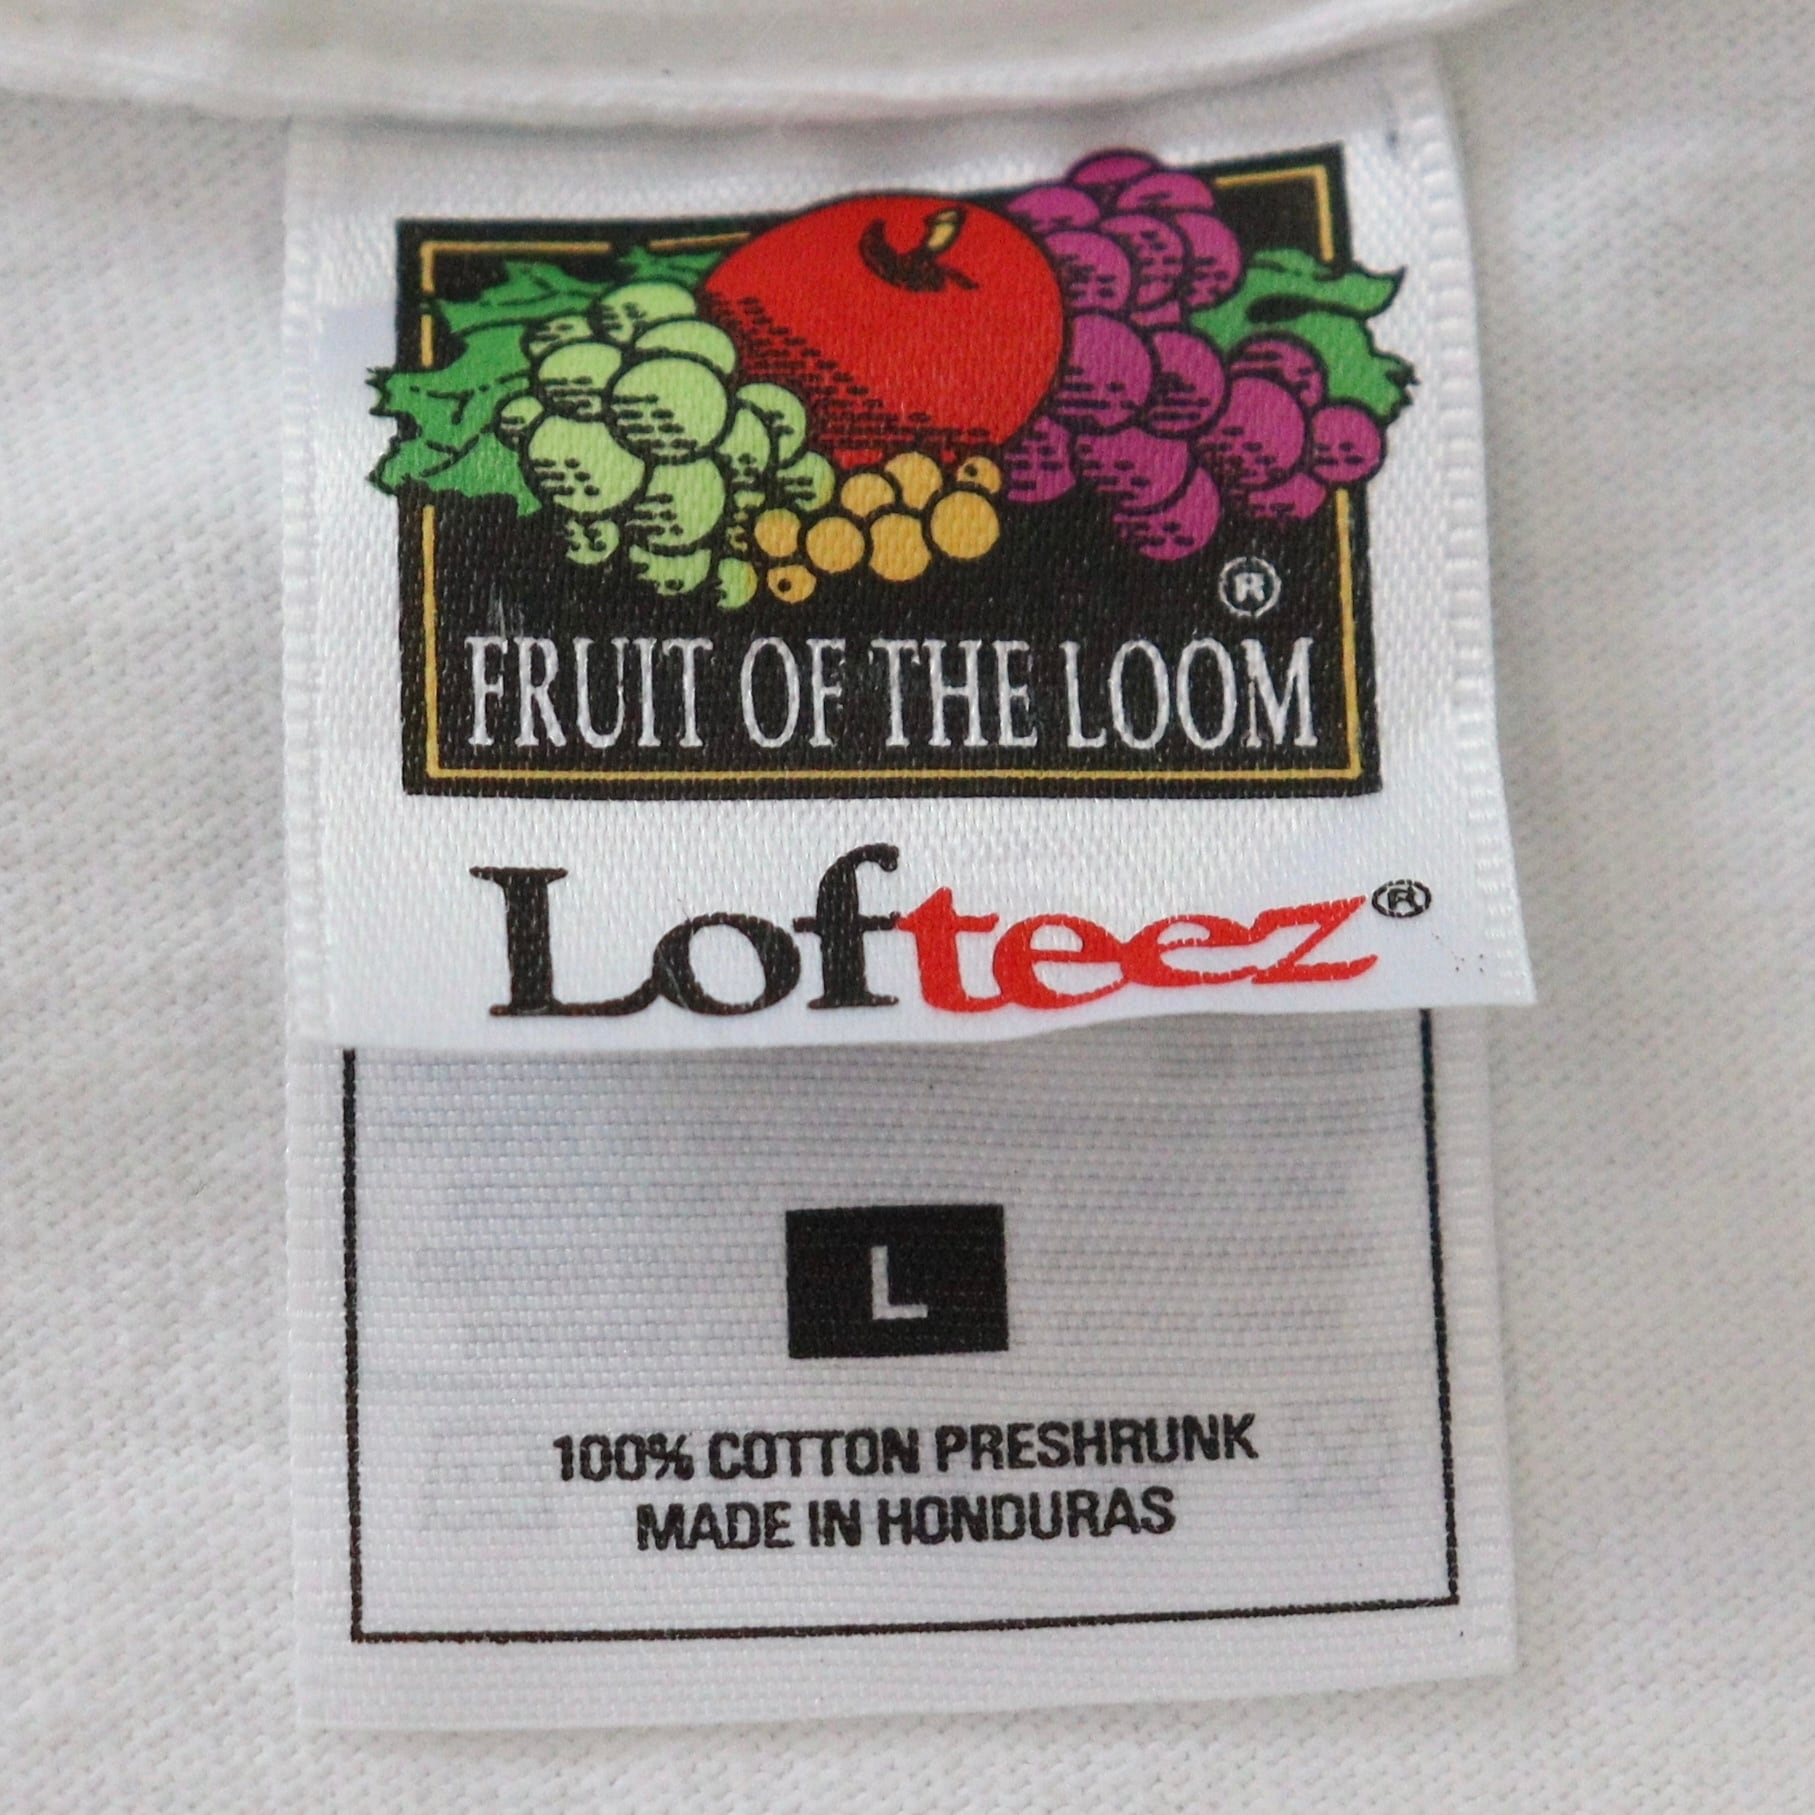 ®
FRUIT OF THE LOOM
Lofteez®
L
100% COTTON PRESHRUNK
MADE IN HONDURAS